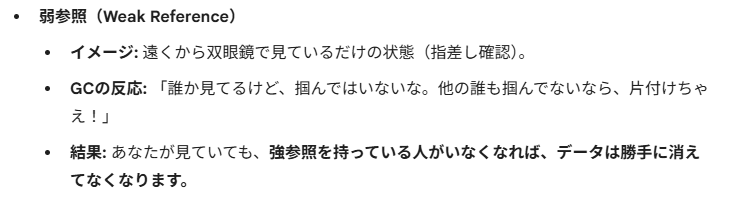 • 弱参照（Weak Reference）
• イメージ: 遠くから双眼鏡で見ているだけの状態（指差し確認）。
• GCの反応: 「誰か見てるけど、掴んではいないな。他の誰も掴んでないなら、片付けちゃ
え！」
• 結果: あなたが見ていても、強参照を持っている人がいなくなれば、データは勝手に消え
てなくなります。